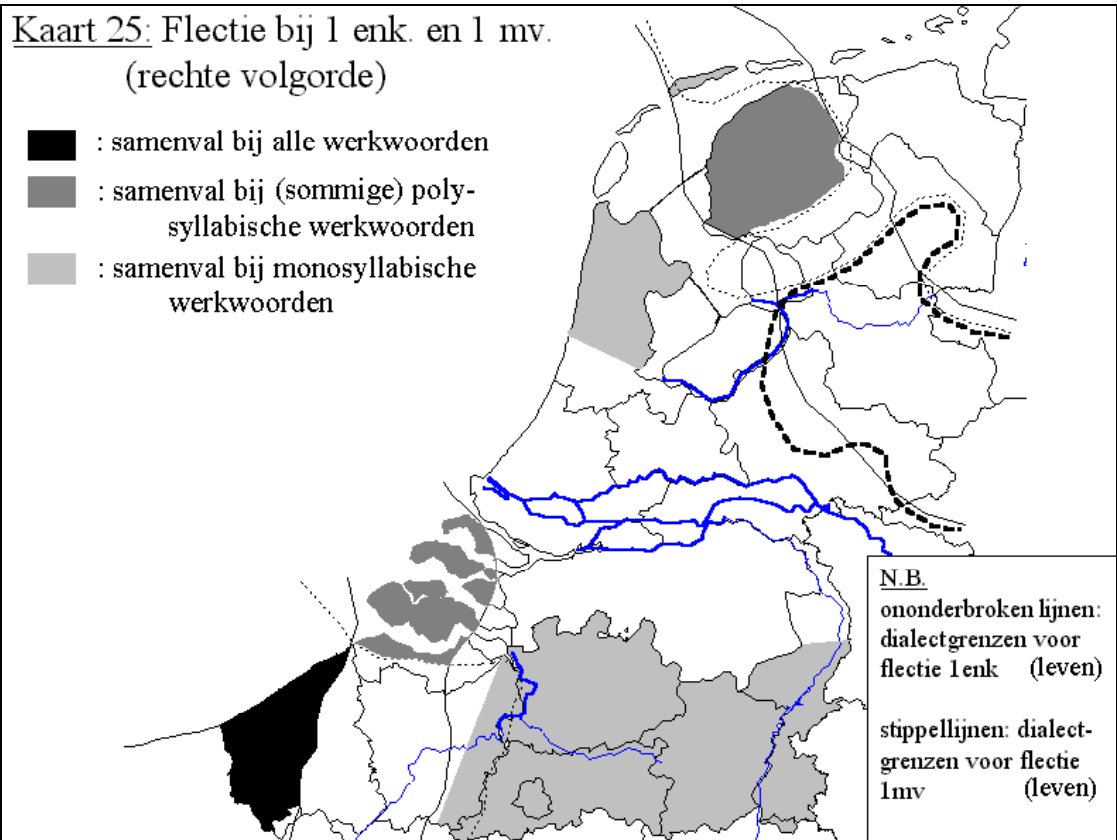 Kaart 25: Flectie bij 1 enk. en 1 mv.
(rechte volgorde)
: samenval bij alle werkwoorden
: samenval bij (sommige) poly-
syllabische werkwoorden
: samenval bij monosyllabische
werkwoorden
N.B.
ononderbroken lijnen:
dialectgrenzen voor
flectie 1enk (leven)
stippellijnen: dialect-
grenzen voor flectie
1mv (leven)